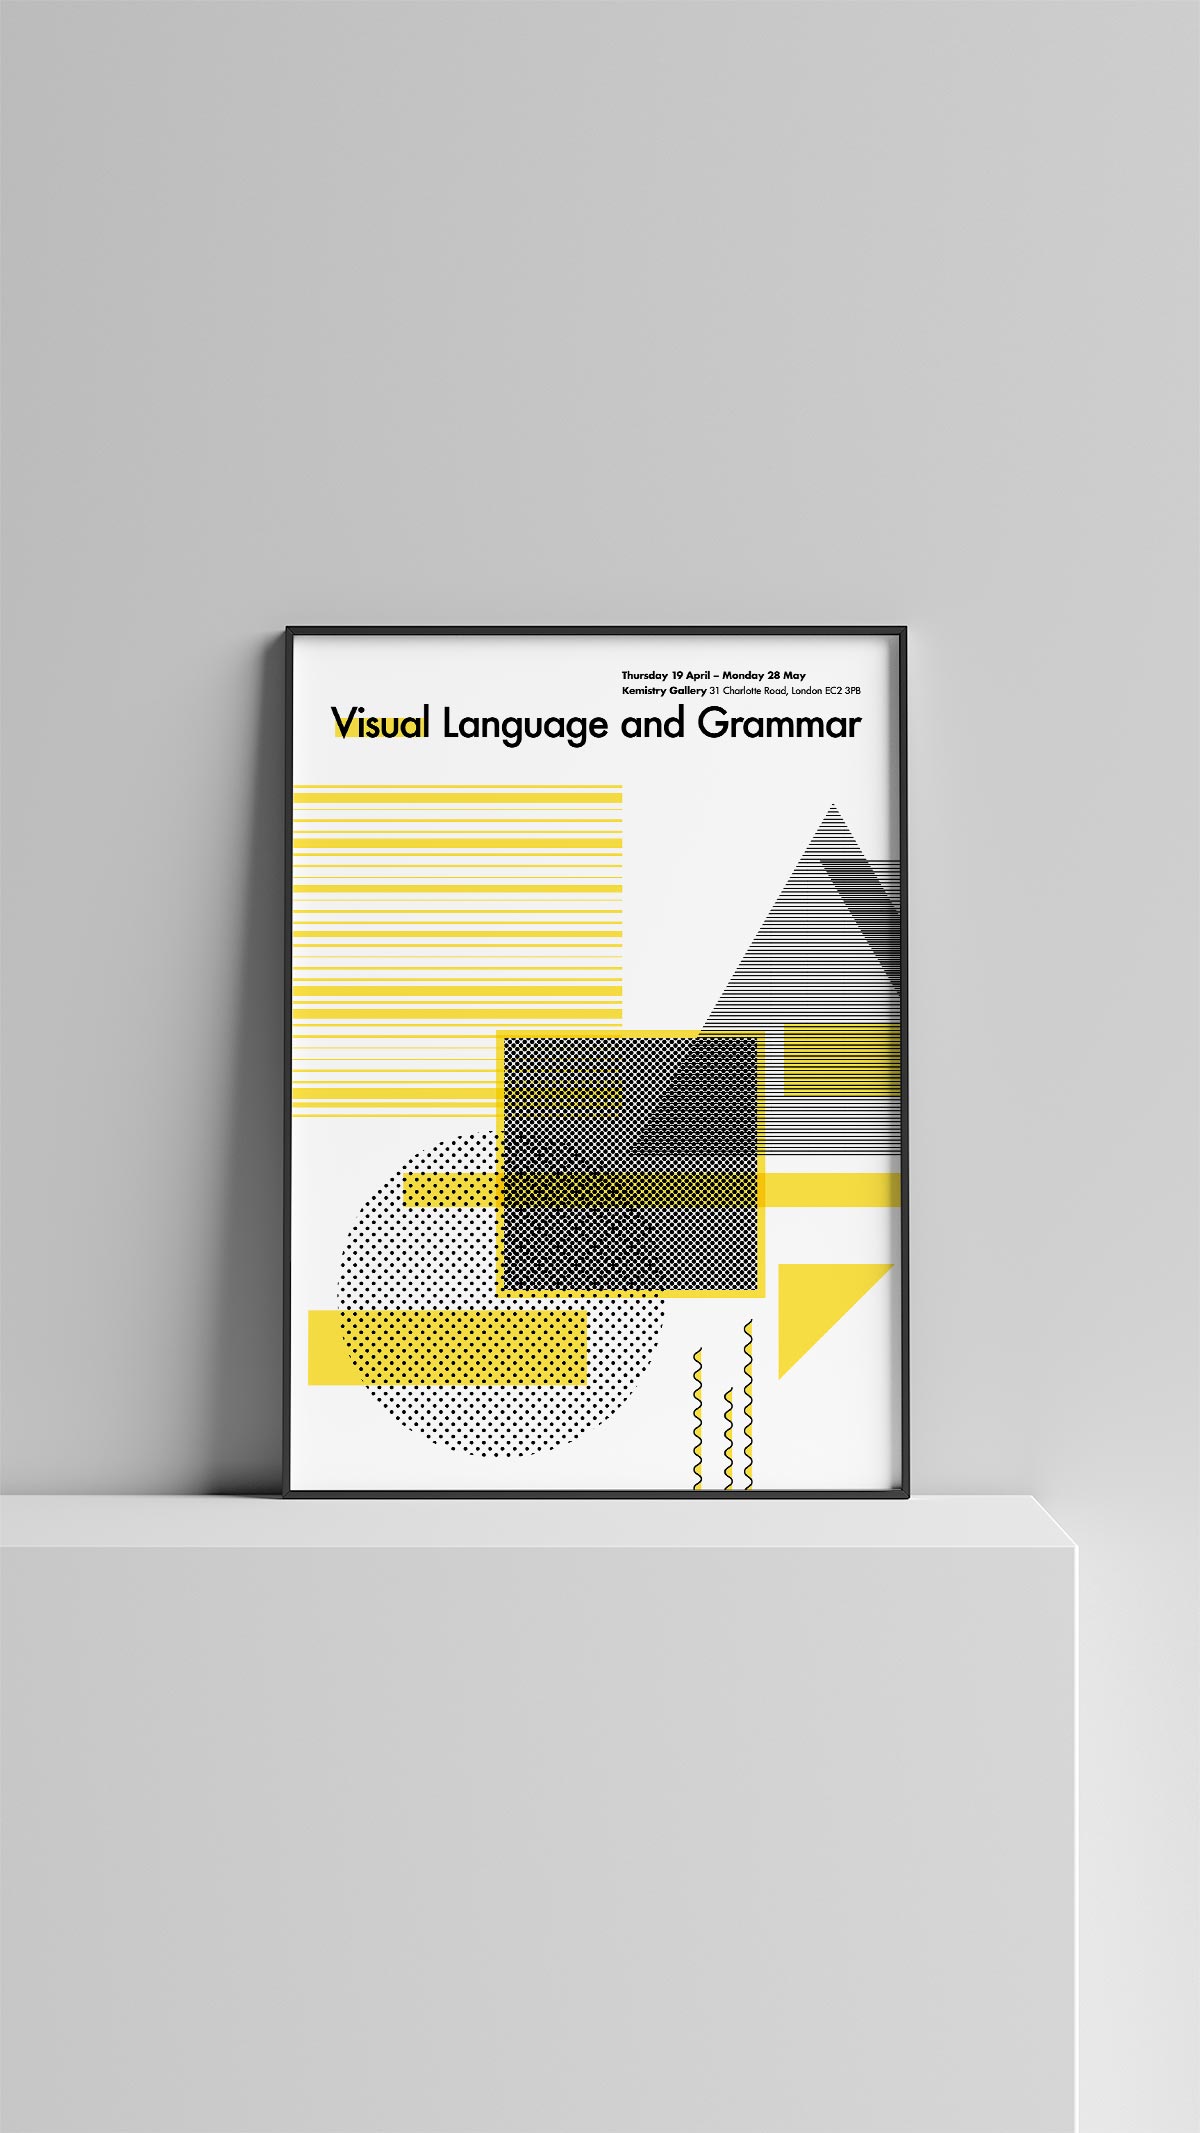 Thursday 19 April – Monday 28 May
Kemistry Gallery 31 Charlotte Road, London EC2 3PB
Visual Language and Grammar